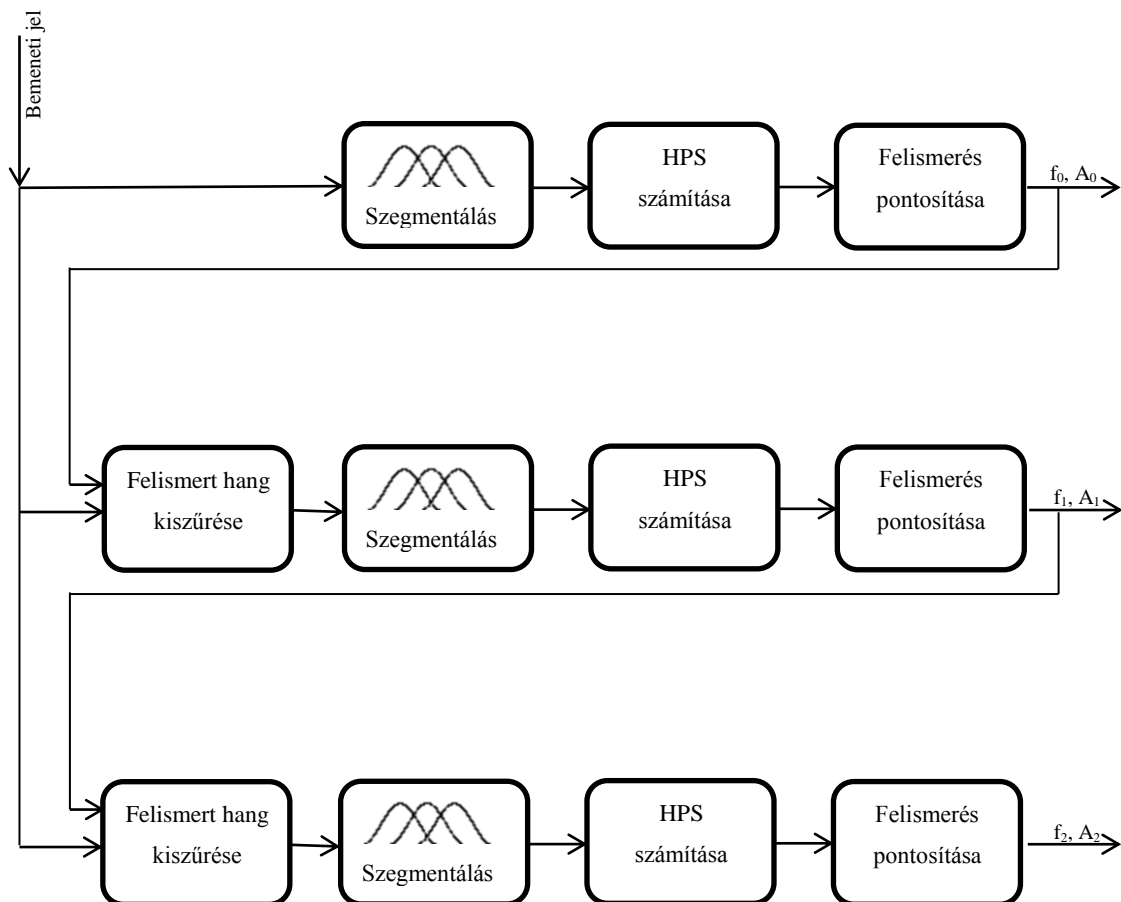 Bemeneti jel
Szegmentálás
HPS
számítása
Felismerés
pontosítása
f₀, A₀
Felismert hang
kiszűrése
Szegmentálás
HPS
számítása
Felismerés
pontosítása
f₁, A₁
Felismert hang
kiszűrése
Szegmentálás
HPS
számítása
Felismerés
pontosítása
f₂, A₂